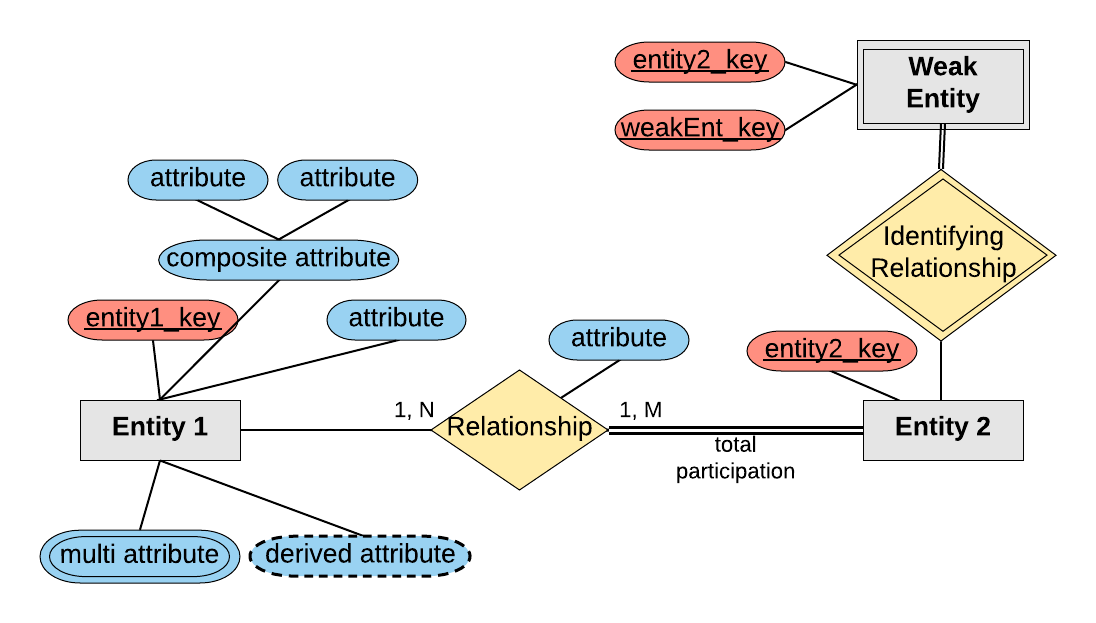 entity2_key
Weak
Entity
weakEnt_key
attribute
attribute
composite attribute
Identifying
Relationship
entity1_key
attribute
attribute
entity2_key
Entity 1
1, N
Relationship
1, M
total
participation
Entity 2
multi attribute
derived attribute